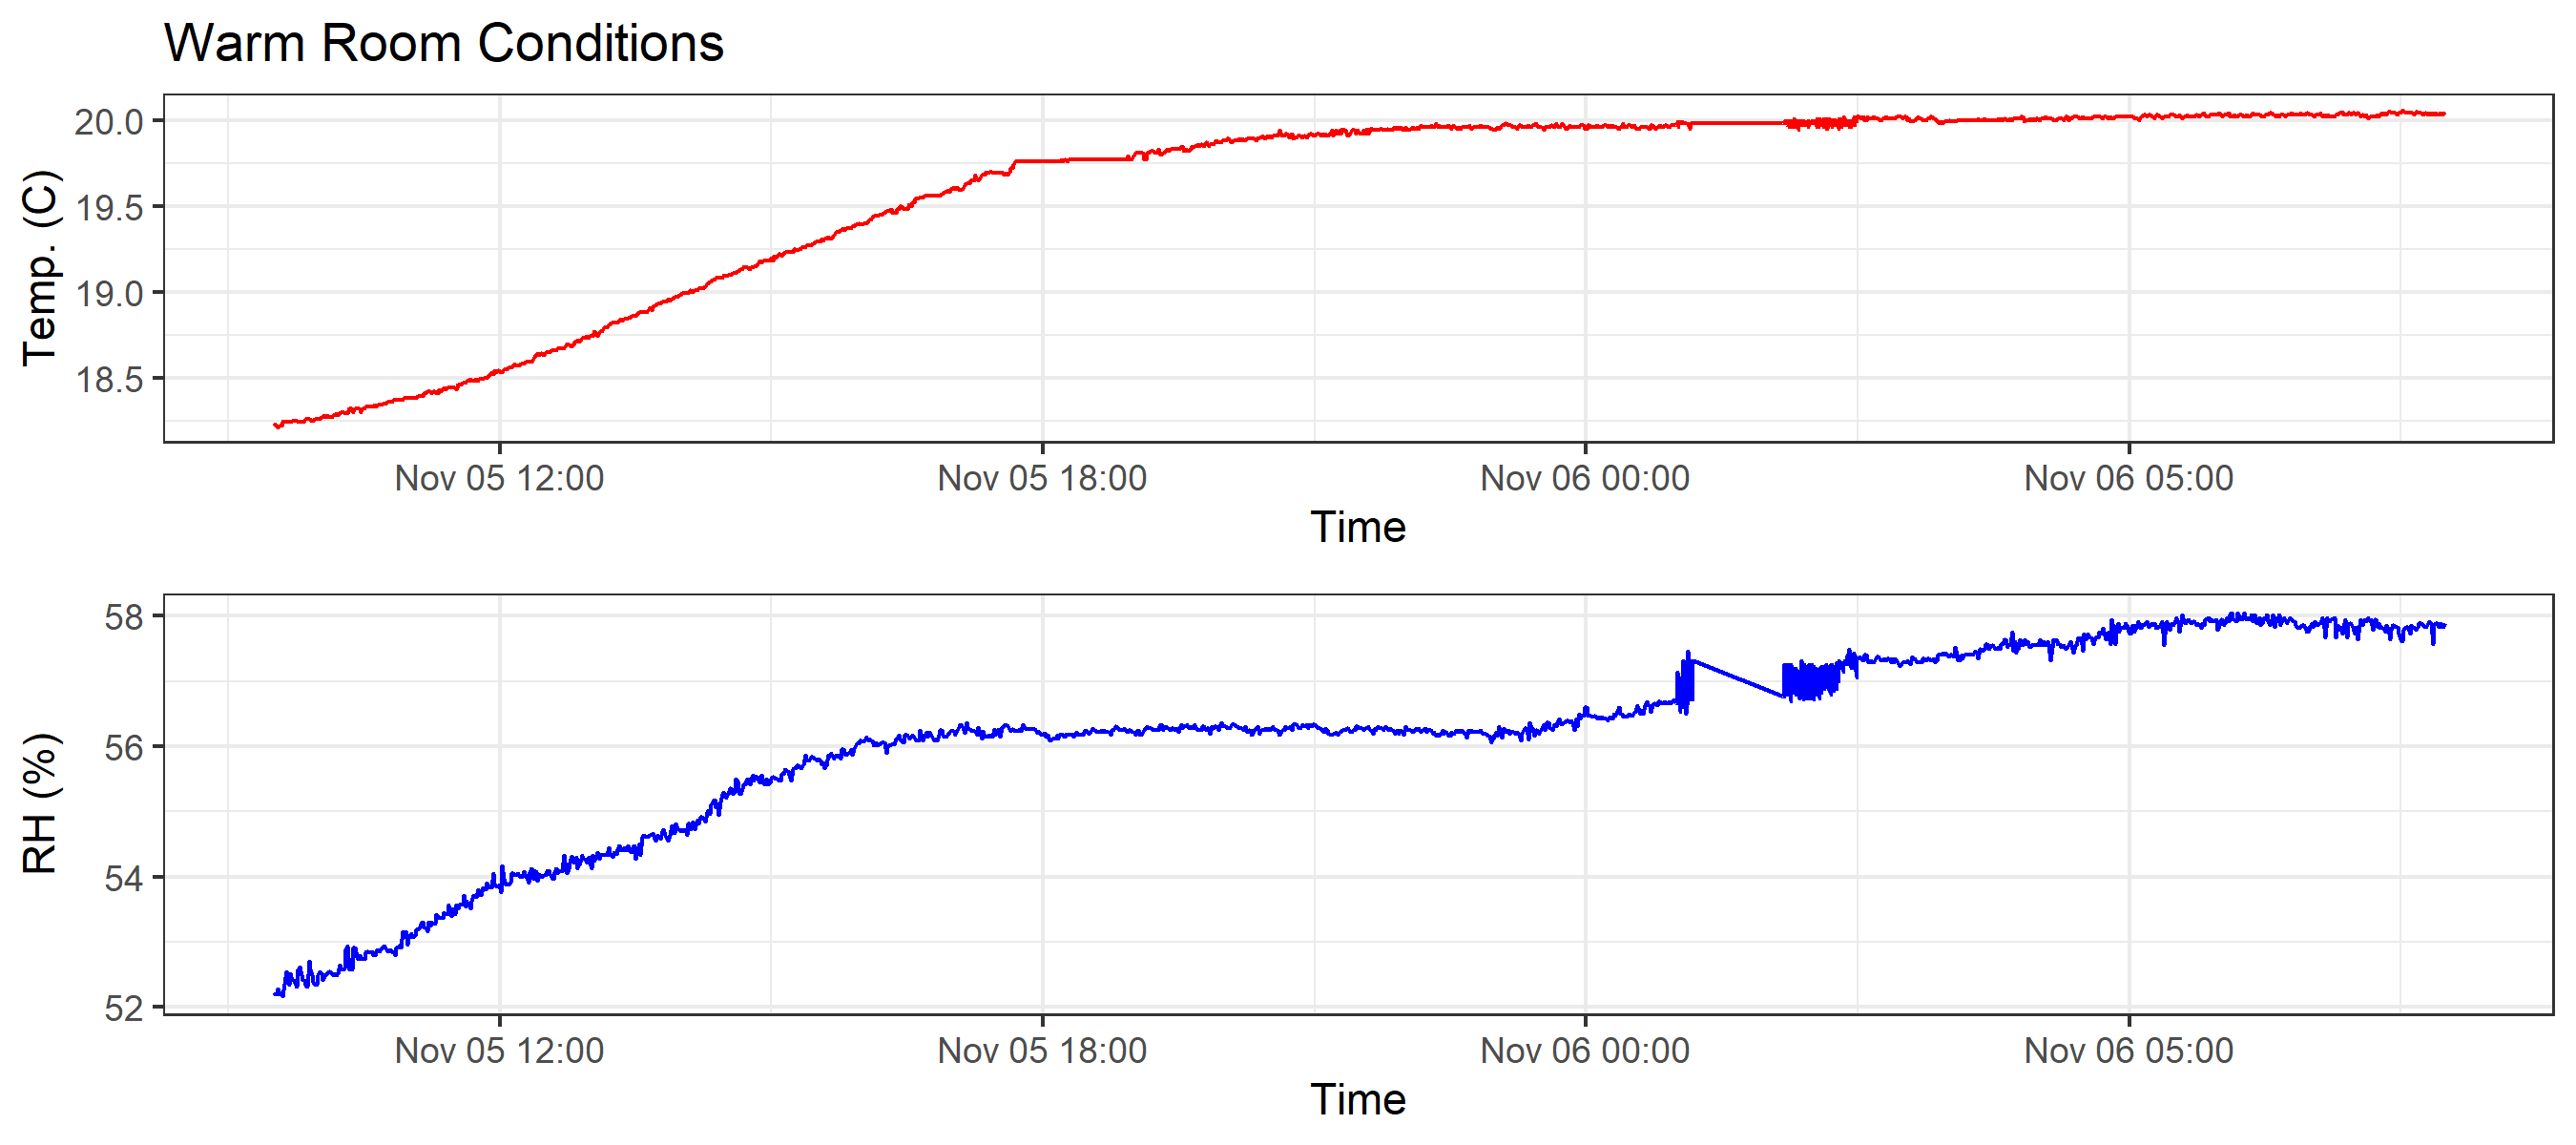 Warm Room Conditions
Temp. (C)
20.0
19.5
19.0
18.5
Nov 05 12:00 Nov 05 18:00 Nov 06 00:00 Nov 06 05:00
Time
RH (%)
58
56
54
52
Nov 05 12:00 Nov 05 18:00 Nov 06 00:00 Nov 06 05:00
Time